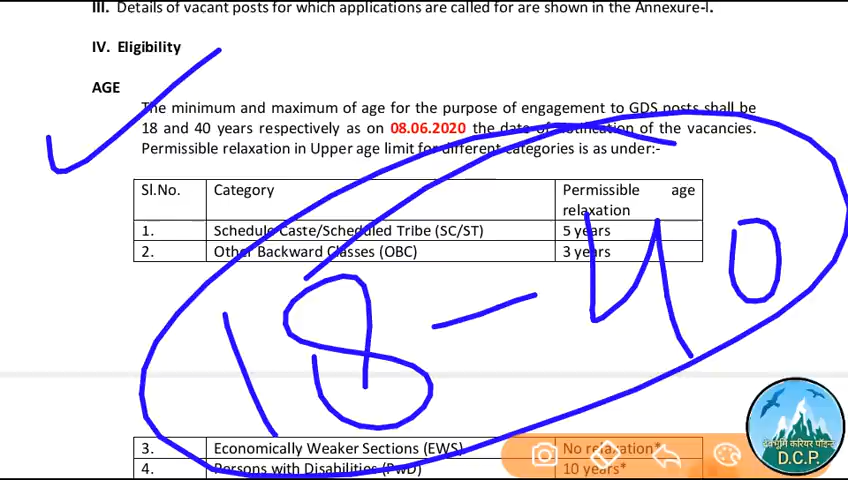 III. Details of vacant posts for which applications are called for are shown in the Annexure-I.
IV. Eligibility
AGE
The minimum and maximum of age for the purpose of engagement to GDS posts shall be
18 and 40 years respectively as on 08.06.2020 the date of notification of the vacancies.
Permissible relaxation in Upper age limit for different categories is as under:-
Sl.No. Category Permissible age
relaxation
1. Schedule Caste/Scheduled Tribe (SC/ST) 5 years
2. Other Backward Classes (OBC) 3 years
18 - 40
3. Economically Weaker Sections (EWS) No relaxation*
4. Persons with Disabilities (PwD) 10 years*
देवभूमि करियर पॉइन्ट
D.C.P.